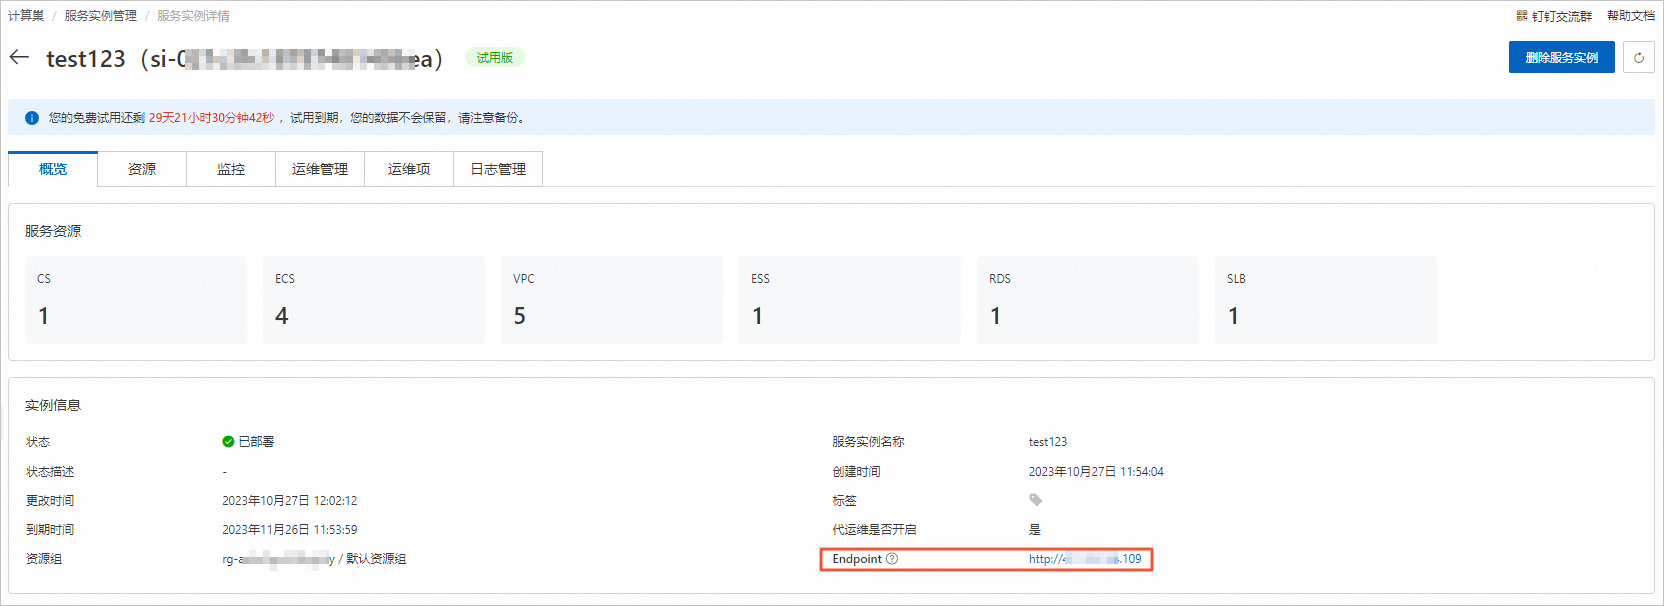 计算巢 / 服务实例管理 / 服务实例详情
钉钉交流群 帮助文档
test123 (si-0 ea) 试用版
删除服务实例
您的免费试用还剩 29天21小时30分钟42秒 ，试用到期，您的数据不会保留，请注意备份。
概览 资源 监控 运维管理 运维项 日志管理
服务资源
CS ECS VPC ESS RDS SLB
1 4 5 1 1 1
实例信息
状态 已部署 服务实例名称 test123
状态描述 - 创建时间 2023年10月27日 11:54:04
更改时间 2023年10月27日 12:02:12 标签
到期时间 2023年11月26日 11:53:59 代运维是否开启 是
资源组 rg-a y / 默认资源组 Endpoint ? http://4 .109